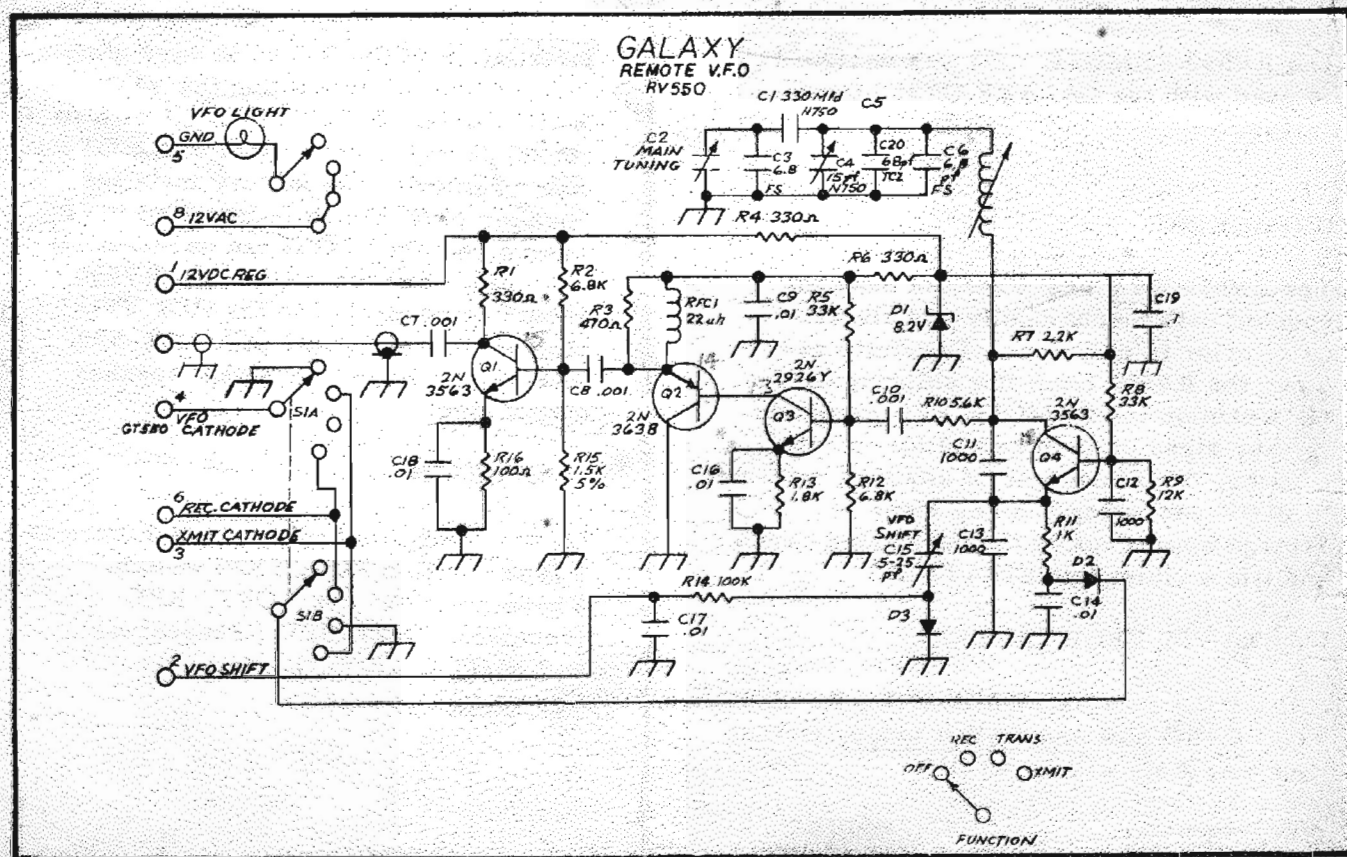 GALAXY
REMOTE V.F.O
RV550
VFO LIGHT
GND
5
8 12VAC
1 12VDC REG
4 VFO
GT550 CATHODE
S1A
6
REC. CATHODE
XMIT CATHODE
3
S1B
2 VFO SHIFT
C1 330 Mfd
N750
C5
C2
MAIN
TUNING
C3
6.8
FS
C4
15 pf
N750
C20
68 pf
TC2
C6
6.8
pf
FS
R4 330Ω
R1
330Ω
R2
6.8K
R3
470Ω
RFC1
22uh
C9
.01
R5
33K
R6 330Ω
D1
8.2V
C19
.1
R7 2.2K
R8
33K
C7 .001
Q1
2N
3563
C8 .001
Q2
14
2N
3638
Q3
2N
2926Y
C10
.001
R10 5.6K
C11
1000
Q4
2N
3563
C12
1000
R9
12K
C18
.01
R16
100Ω
R15
1.5K
5%
C16
.01
R13
1.8K
R12
6.8K
VFO
SHIFT
C15
5-25
pf
C13
1000
R11
1K
D2
C14
.01
R14 100K
C17
.01
D3
OFF
REC
TRANS
XMIT
FUNCTION